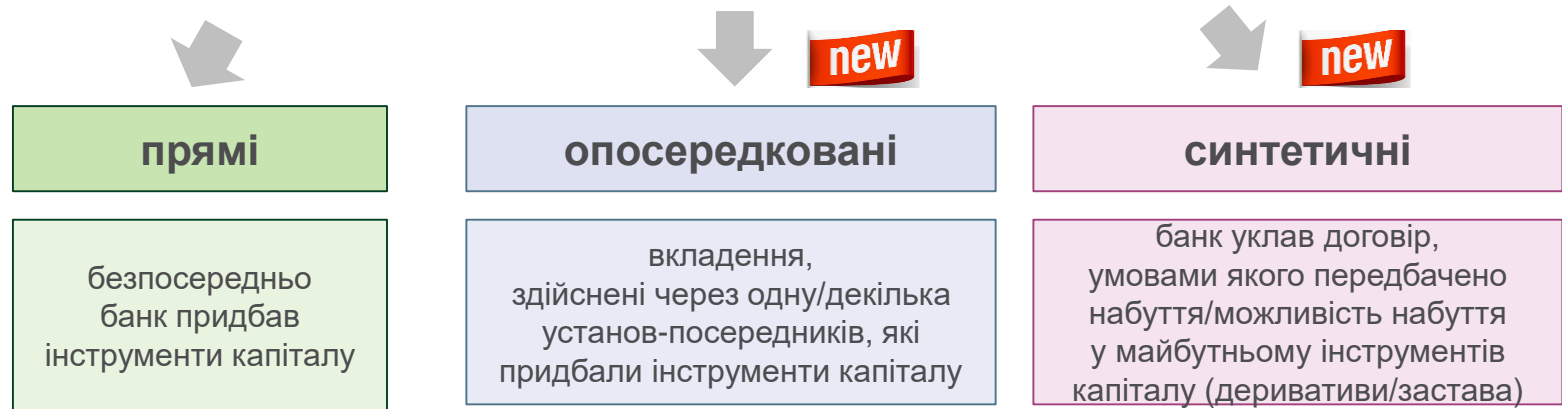 new
new
прямі
опосередковані
синтетичні
безпосередньо
банк придбав
інструменти капіталу
вкладення,
здійснені через одну/декілька
установ-посередників, які
придбали інструменти капіталу
банк уклав договір,
умовами якого передбачено
набуття/можливість набуття
у майбутньому інструментів
капіталу (деривативи/застава)